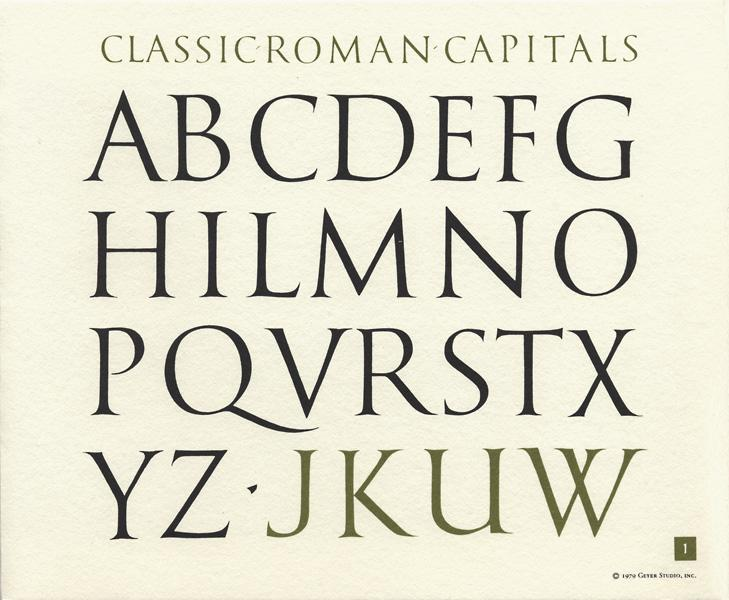 CLASSIC·ROMAN·CAPITALS
ABCDEFG
HILMNO
PQVRSTX
YZ·JKUW
1
© 1979 GEYER STUDIO, INC.